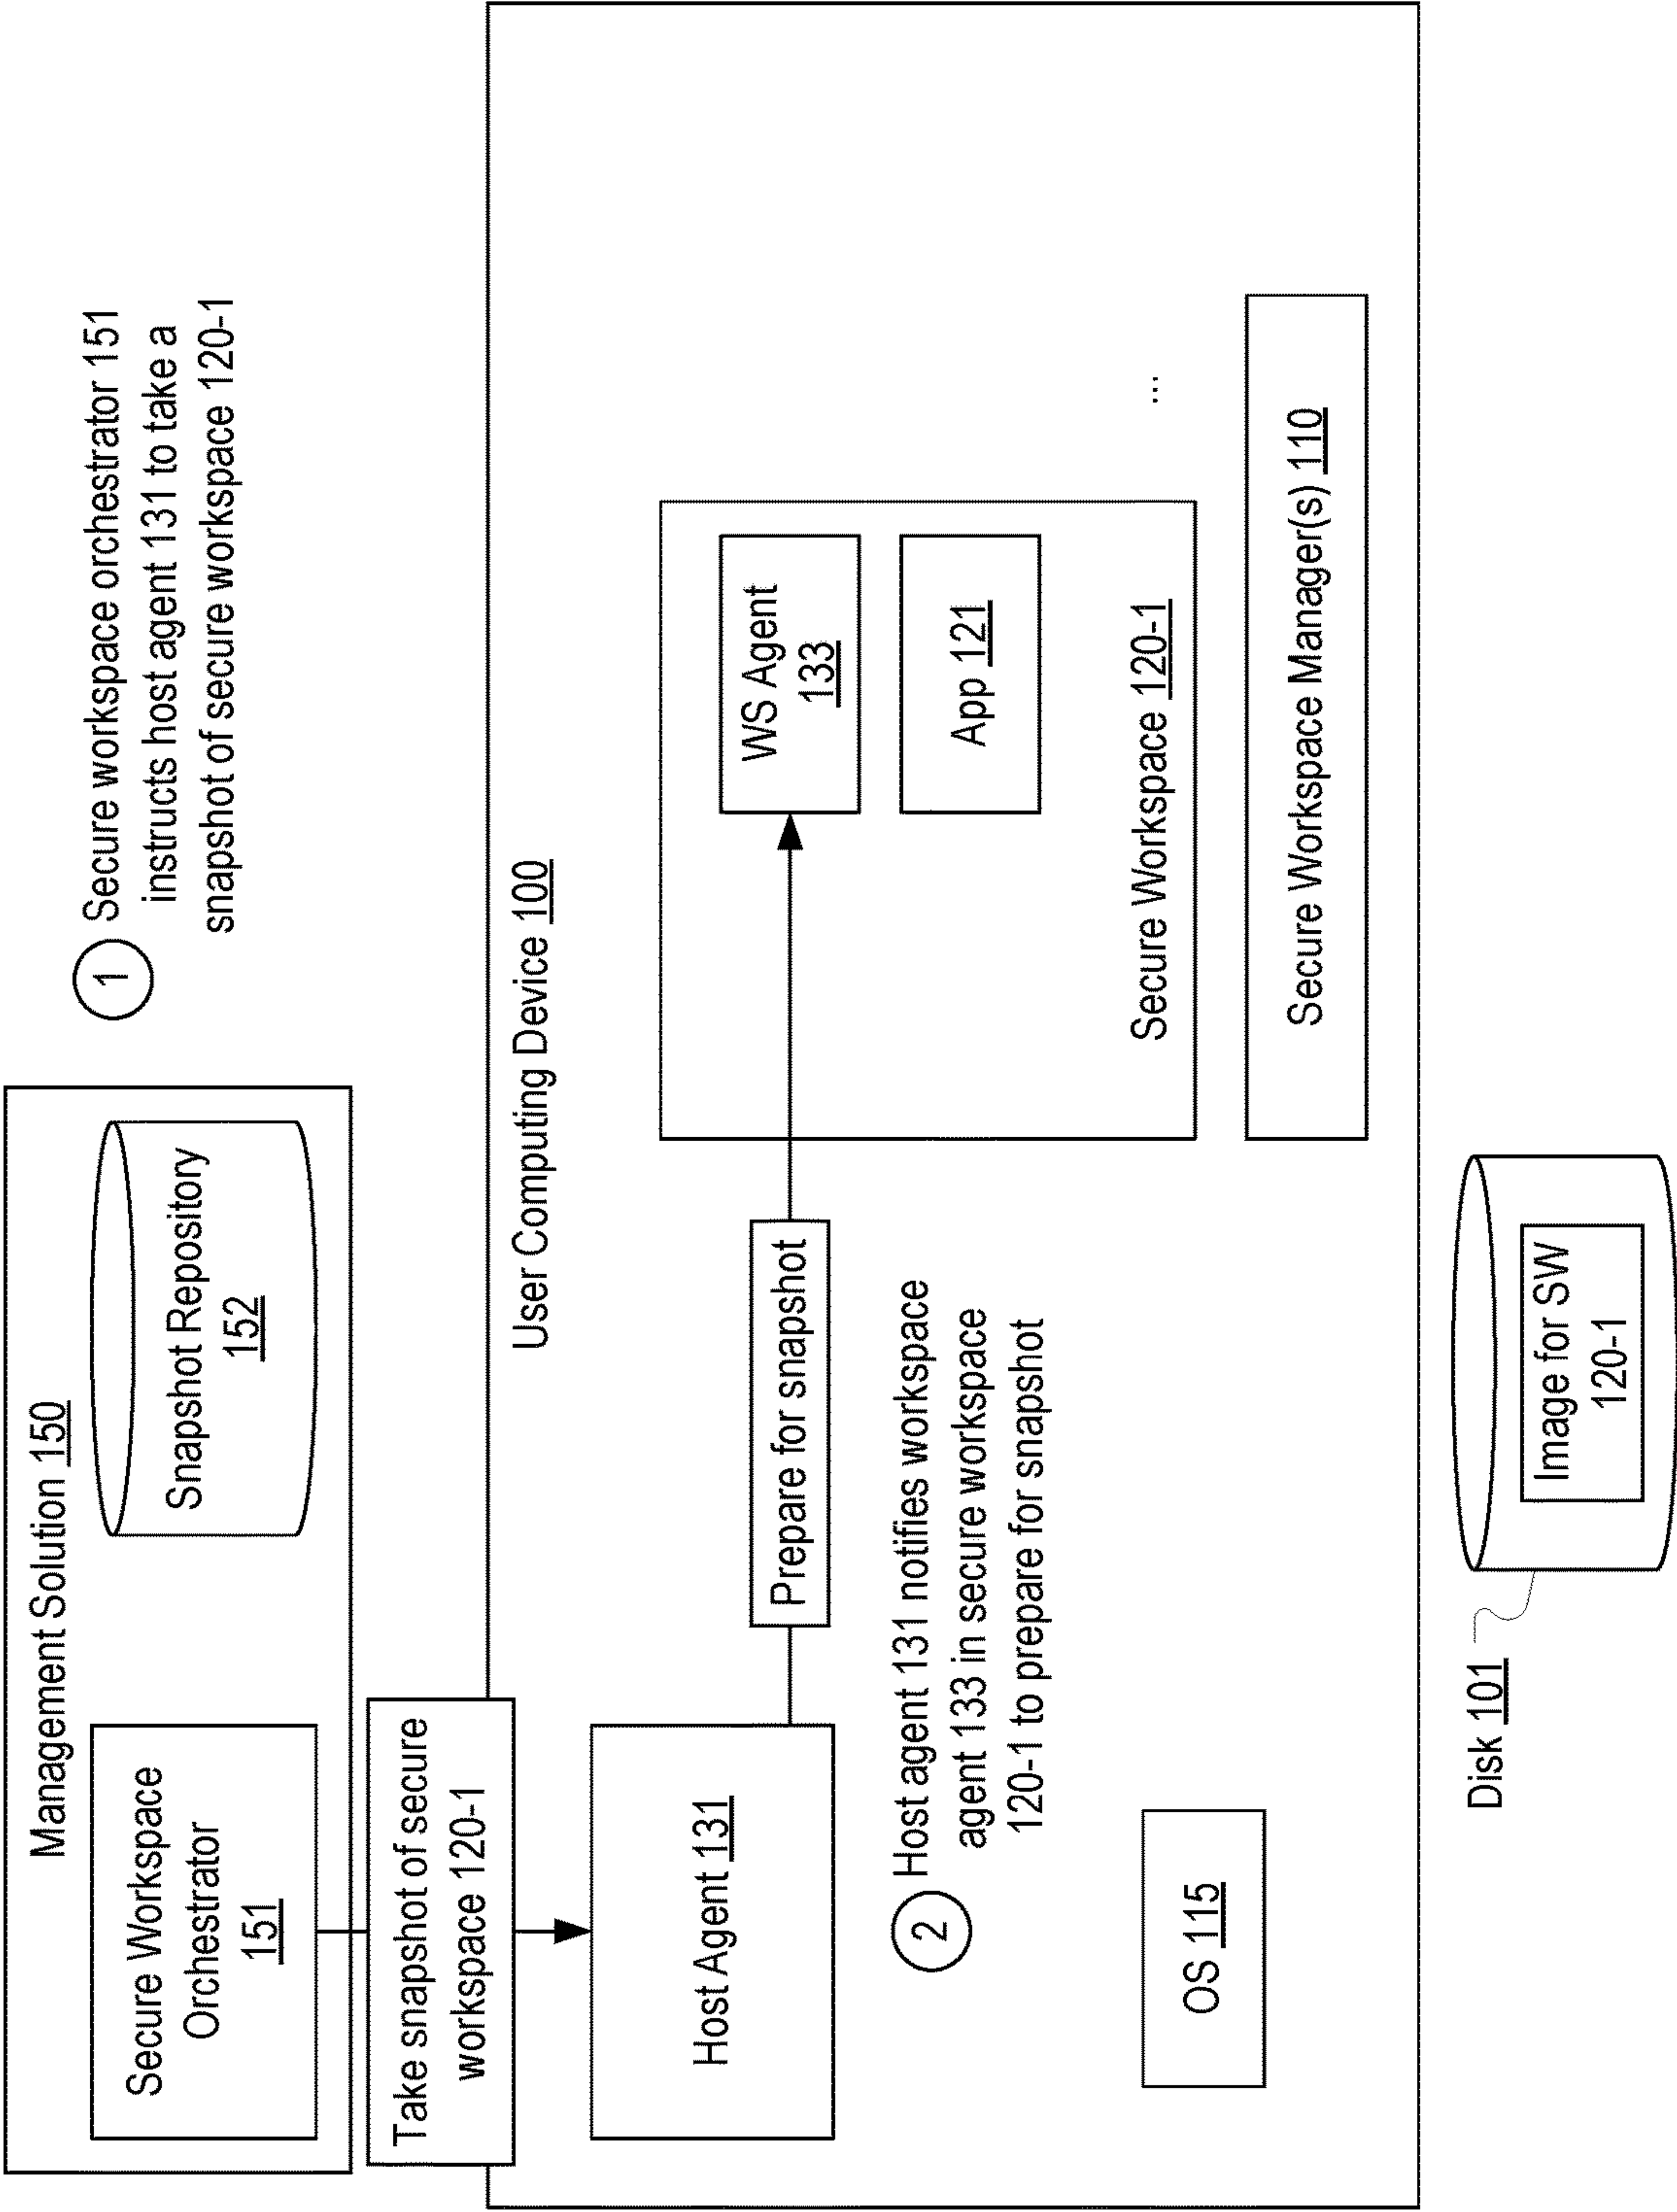 Management Solution 150
Secure Workspace
Orchestrator
151
Snapshot Repository
152
1
Secure workspace orchestrator 151
instructs host agent 131 to take a
snapshot of secure workspace 120-1
Take snapshot of secure
workspace 120-1
User Computing Device 100
Host Agent 131
Prepare for snapshot
WS Agent
133
App 121
Secure Workspace 120-1
...
2
Host agent 131 notifies workspace
agent 133 in secure workspace
120-1 to prepare for snapshot
OS 115
Secure Workspace Manager(s) 110
Disk 101
Image for SW
120-1